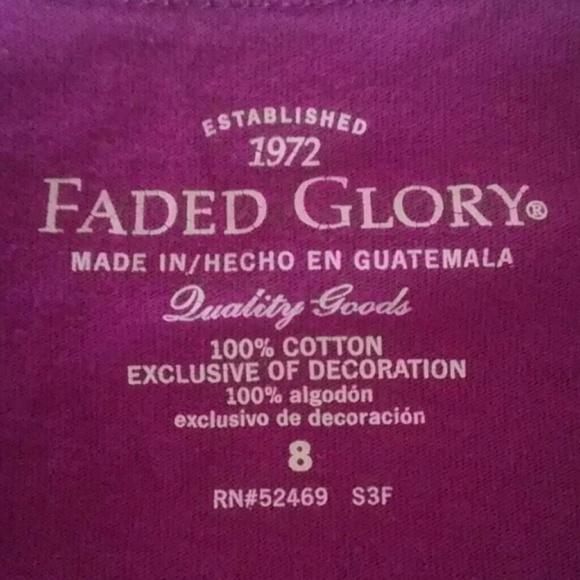 ESTABLISHED
1972
FADED GLORY®
MADE IN/HECHO EN GUATEMALA
Quality Goods
100% COTTON
EXCLUSIVE OF DECORATION
100% algodón
exclusivo de decoración
8
RN#52469 S3F